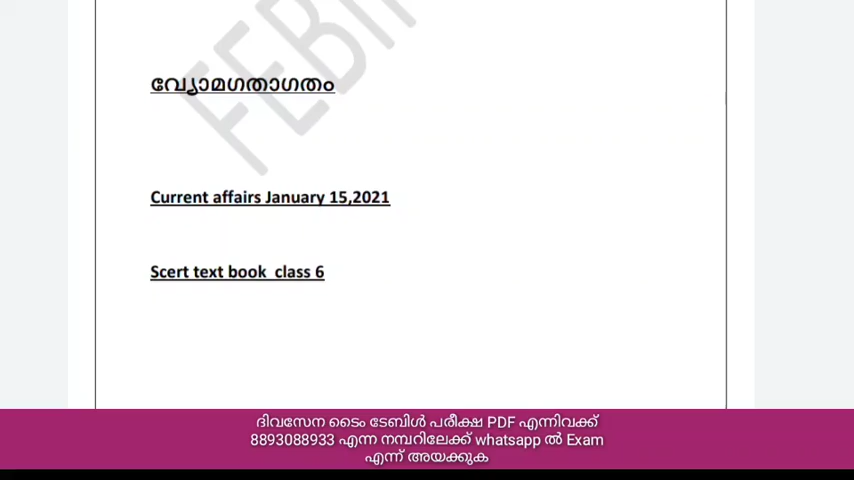 FEBIN
വ്യോമഗതാഗതം
Current affairs January 15,2021
Scert text book class 6
ദിവസേന ടൈം ടേബിൾ പരീക്ഷ PDF എന്നിവക്ക്
8893088933 എന്ന നമ്പറിലേക്ക് whatsapp ൽ Exam
എന്ന് അയക്കുക